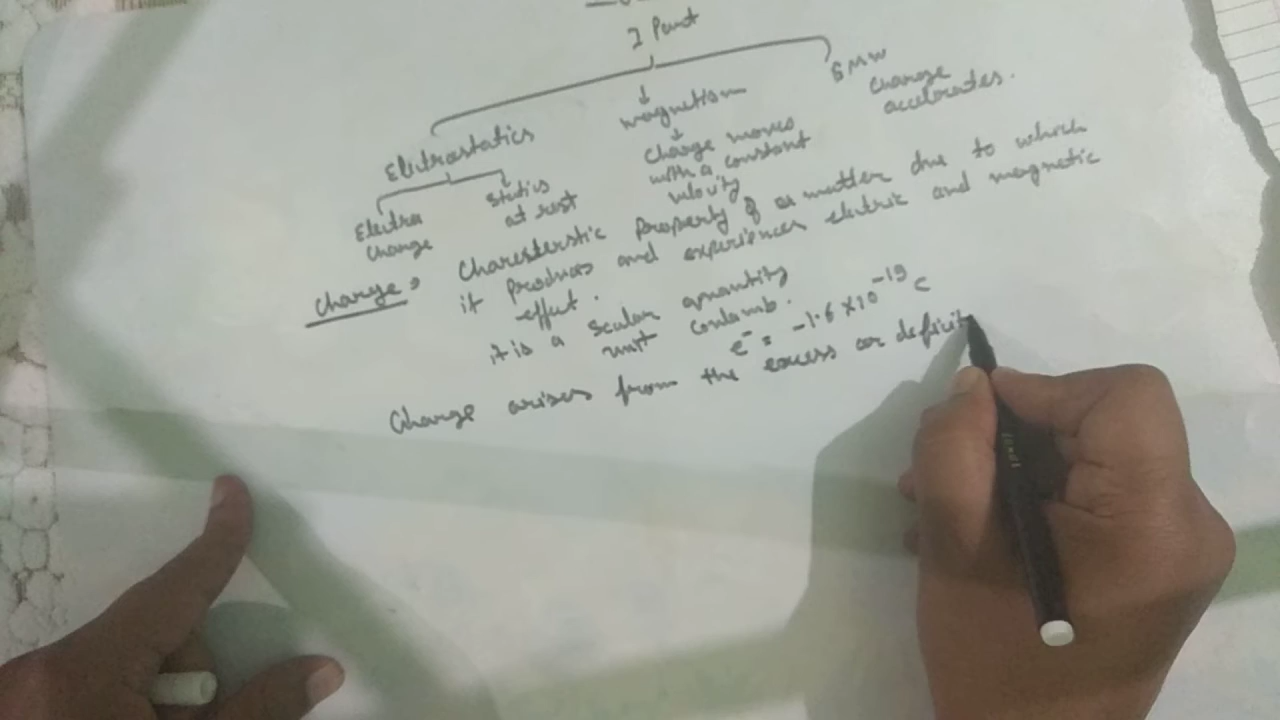 I Part
Electrostatics
magnetism
EMW
Electro
charge
Statics
at rest
charge moves
with a constant
velocity
charge
accelerates.
Charge : Charesterstic Property of a matter due to which
it produces and experiences electric and magnetic
effect.
it is a scalar quantity
unit coulomb.
e⁻ = -1.6 × 10⁻¹⁹ C
Charge arises from the excess or deficit